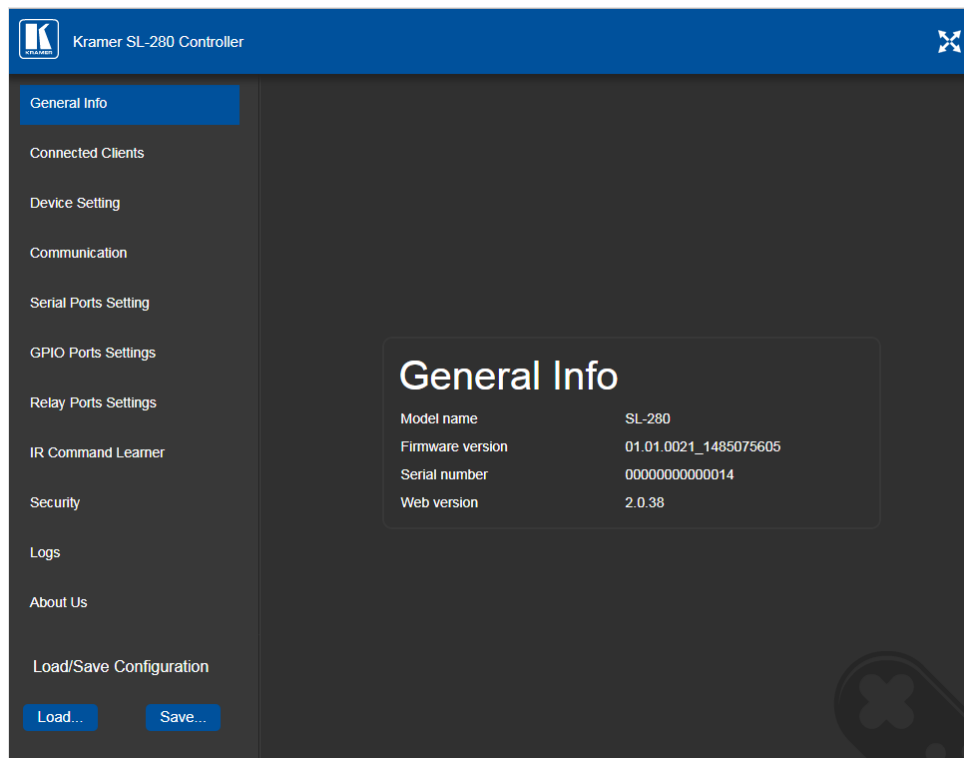 KRAMER
Kramer SL-280 Controller
General Info
Connected Clients
Device Setting
Communication
Serial Ports Setting
GPIO Ports Settings
Relay Ports Settings
IR Command Learner
Security
Logs
About Us
Load/Save Configuration
Load... Save...
General Info
Model name SL-280
Firmware version 01.01.0021_1485075605
Serial number 00000000000014
Web version 2.0.38